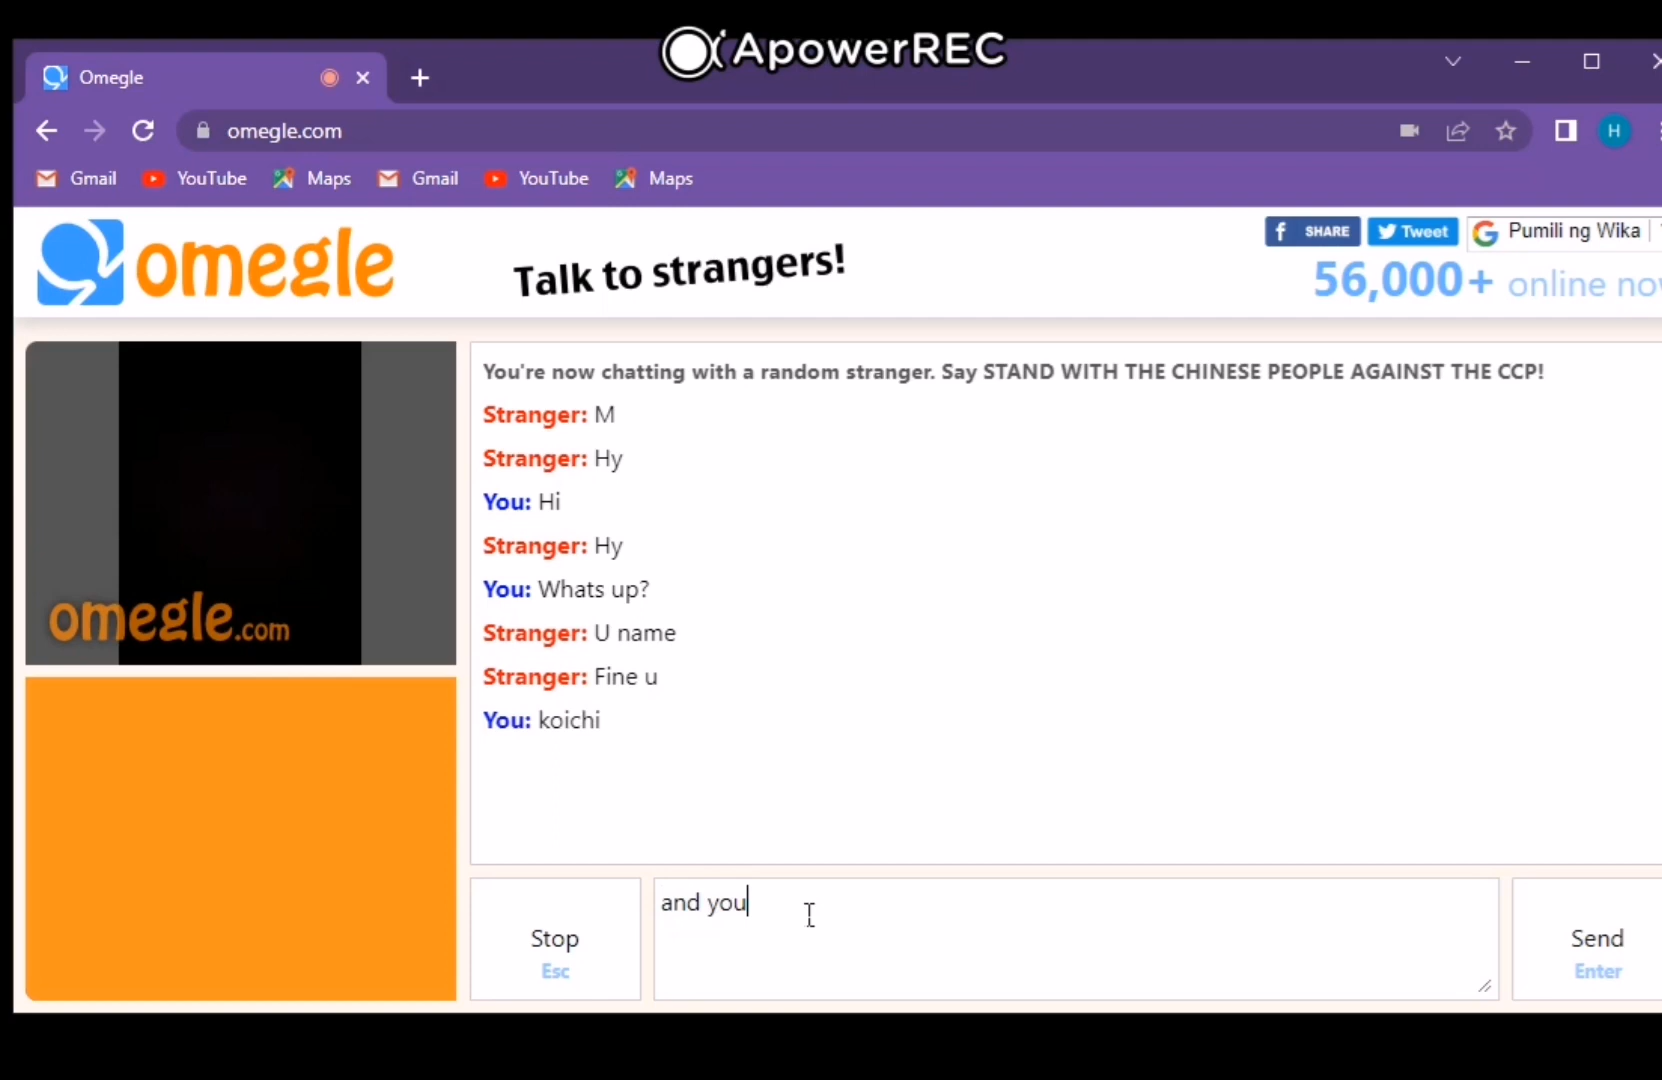 ApowerREC
Omegle
omegle.com
Gmail YouTube Maps Gmail YouTube Maps
omegle Talk to strangers!
SHARE Tweet Pumili ng Wika
56,000+ online
You're now chatting with a random stranger. Say STAND WITH THE CHINESE PEOPLE AGAINST THE CCP!
Stranger: M
Stranger: Hy
You: Hi
Stranger: Hy
You: Whats up?
Stranger: U name
Stranger: Fine u
You: koichi
omegle.com
and you
Stop
Esc
Send
Enter
H